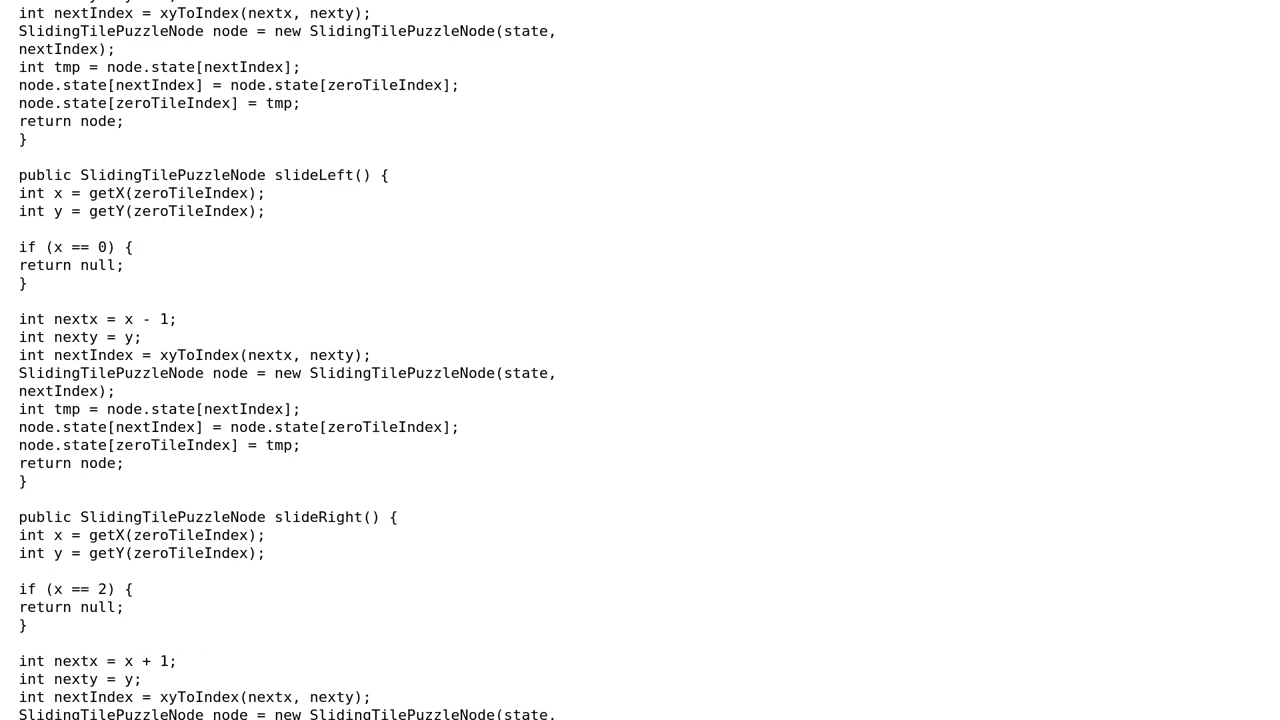 int nextIndex = xyToIndex(nextx, nexty);
SlidingTilePuzzleNode node = new SlidingTilePuzzleNode(state,
nextIndex);
int tmp = node.state[nextIndex];
node.state[nextIndex] = node.state[zeroTileIndex];
node.state[zeroTileIndex] = tmp;
return node;
}

public SlidingTilePuzzleNode slideLeft() {
int x = getX(zeroTileIndex);
int y = getY(zeroTileIndex);

if (x == 0) {
return null;
}

int nextx = x - 1;
int nexty = y;
int nextIndex = xyToIndex(nextx, nexty);
SlidingTilePuzzleNode node = new SlidingTilePuzzleNode(state,
nextIndex);
int tmp = node.state[nextIndex];
node.state[nextIndex] = node.state[zeroTileIndex];
node.state[zeroTileIndex] = tmp;
return node;
}

public SlidingTilePuzzleNode slideRight() {
int x = getX(zeroTileIndex);
int y = getY(zeroTileIndex);

if (x == 2) {
return null;
}

int nextx = x + 1;
int nexty = y;
int nextIndex = xyToIndex(nextx, nexty);
SlidingTilePuzzleNode node = new SlidingTilePuzzleNode(state,